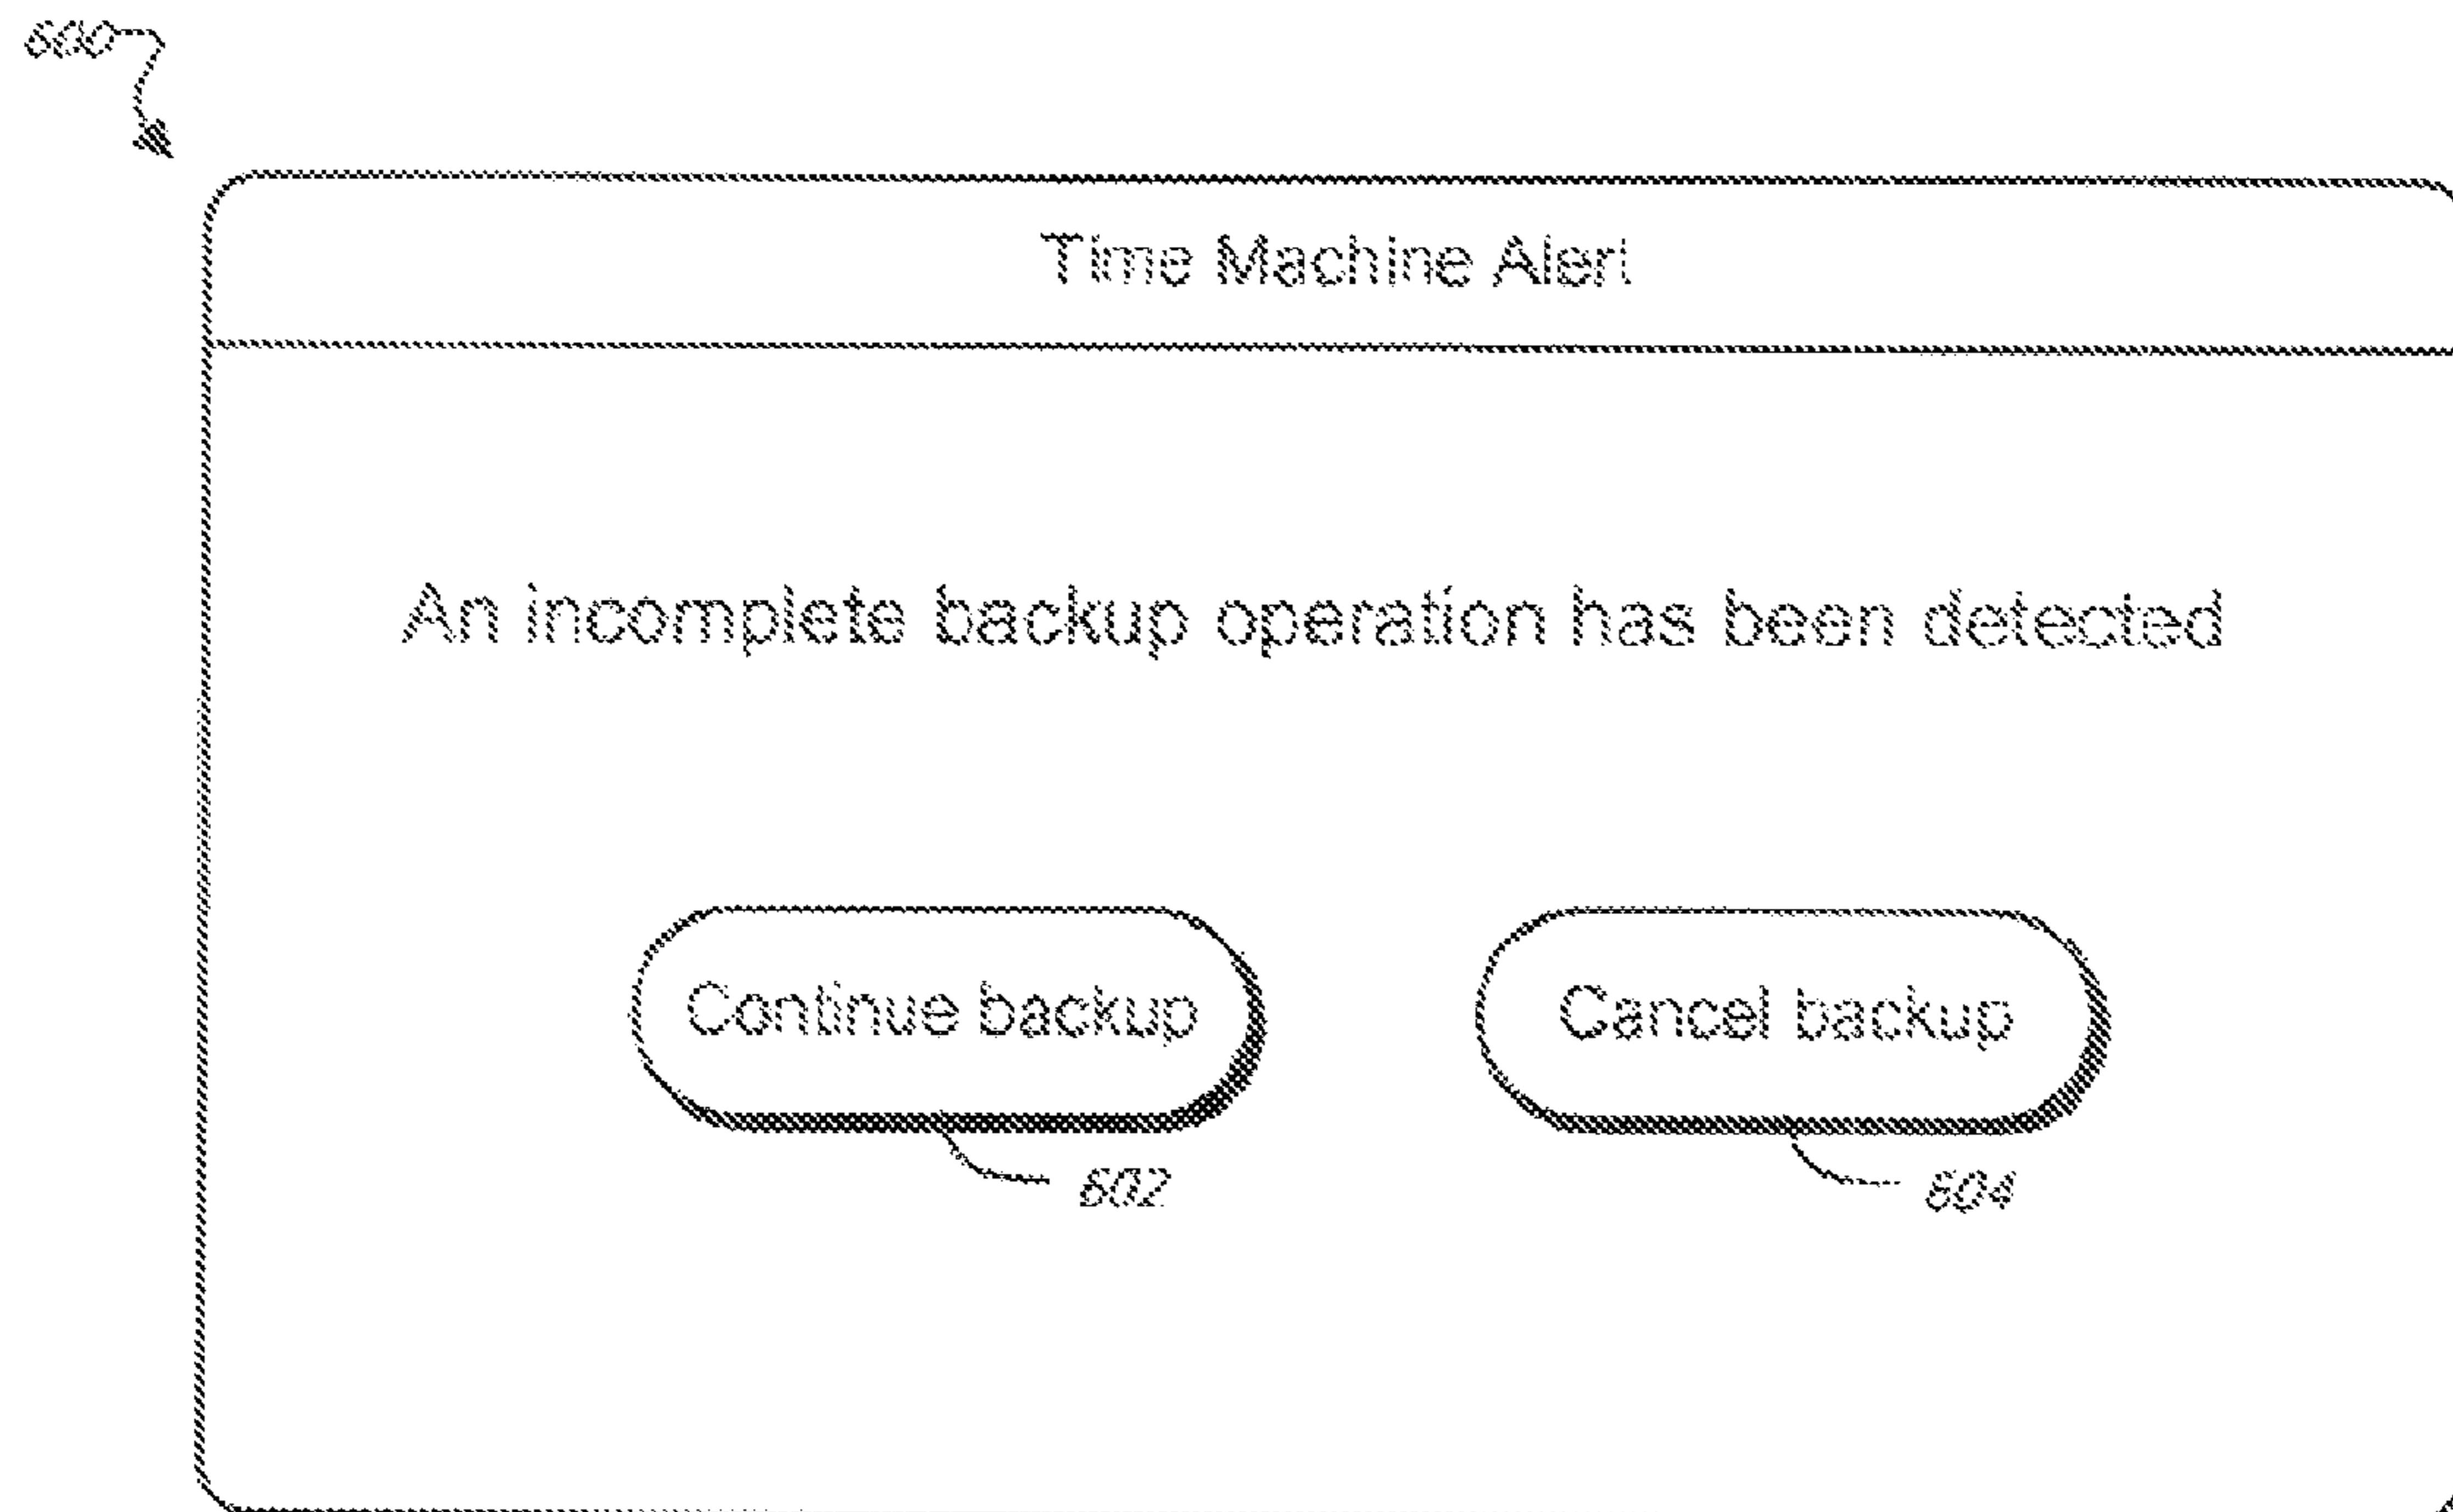 600
Time Machine Alert
An incomplete backup operation has been detected
Continue backup Cancel backup
602 604